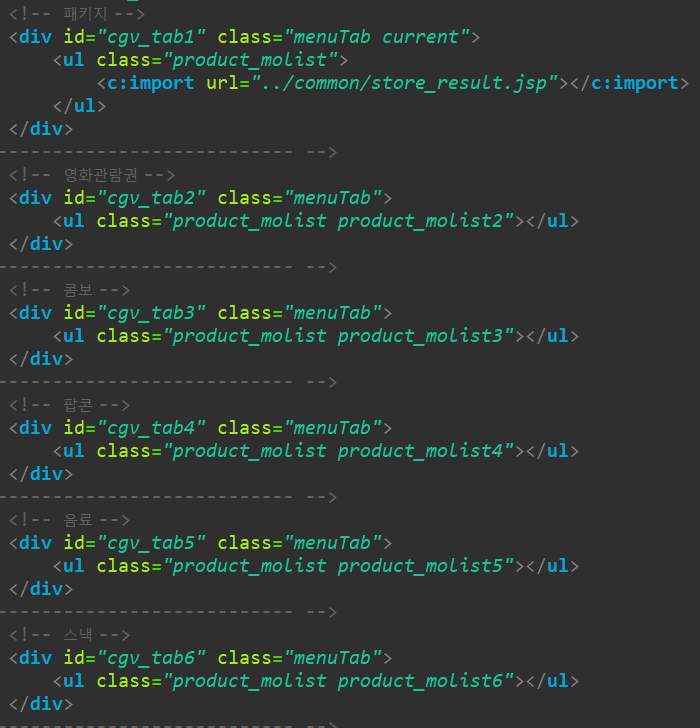 <!-- 패키지 -->
<div id="cgv_tab1" class="menuTab current">
<ul class="product_molist">
<c:import url="../common/store_result.jsp"></c:import>
</ul>
</div>
--------------------------- -->
<!-- 영화관람권 -->
<div id="cgv_tab2" class="menuTab">
<ul class="product_molist product_molist2"></ul>
</div>
--------------------------- -->
<!-- 콤보 -->
<div id="cgv_tab3" class="menuTab">
<ul class="product_molist product_molist3"></ul>
</div>
--------------------------- -->
<!-- 팝콘 -->
<div id="cgv_tab4" class="menuTab">
<ul class="product_molist product_molist4"></ul>
</div>
--------------------------- -->
<!-- 음료 -->
<div id="cgv_tab5" class="menuTab">
<ul class="product_molist product_molist5"></ul>
</div>
--------------------------- -->
<!-- 스낵 -->
<div id="cgv_tab6" class="menuTab">
<ul class="product_molist product_molist6"></ul>
</div>
--------------------------- -->